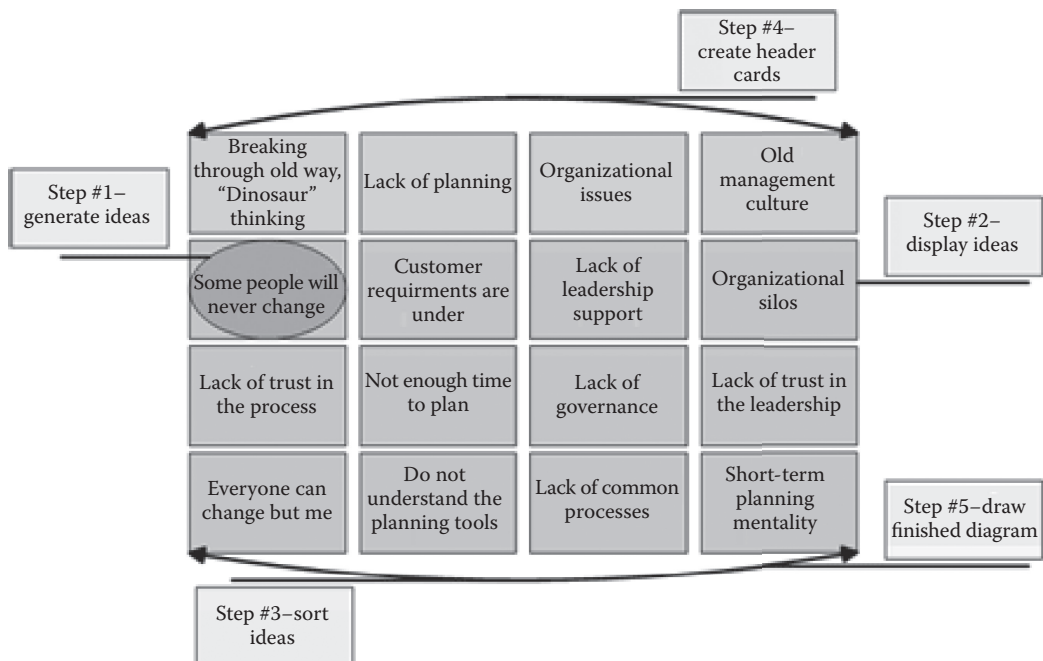 Step #4–
create header
cards
Step #1–
generate ideas
Breaking
through old way,
“Dinosaur”
thinking
Lack of planning
Organizational
issues
Old
management
culture
Step #2–
display ideas
Some people will
never change
Customer
requirments are
under
Lack of
leadership
support
Organizational
silos
Lack of trust in
the process
Not enough time
to plan
Lack of
governance
Lack of trust in
the leadership
Everyone can
change but me
Do not
understand the
planning tools
Lack of common
processes
Short-term
planning
mentality
Step #5–draw
finished diagram
Step #3–sort
ideas